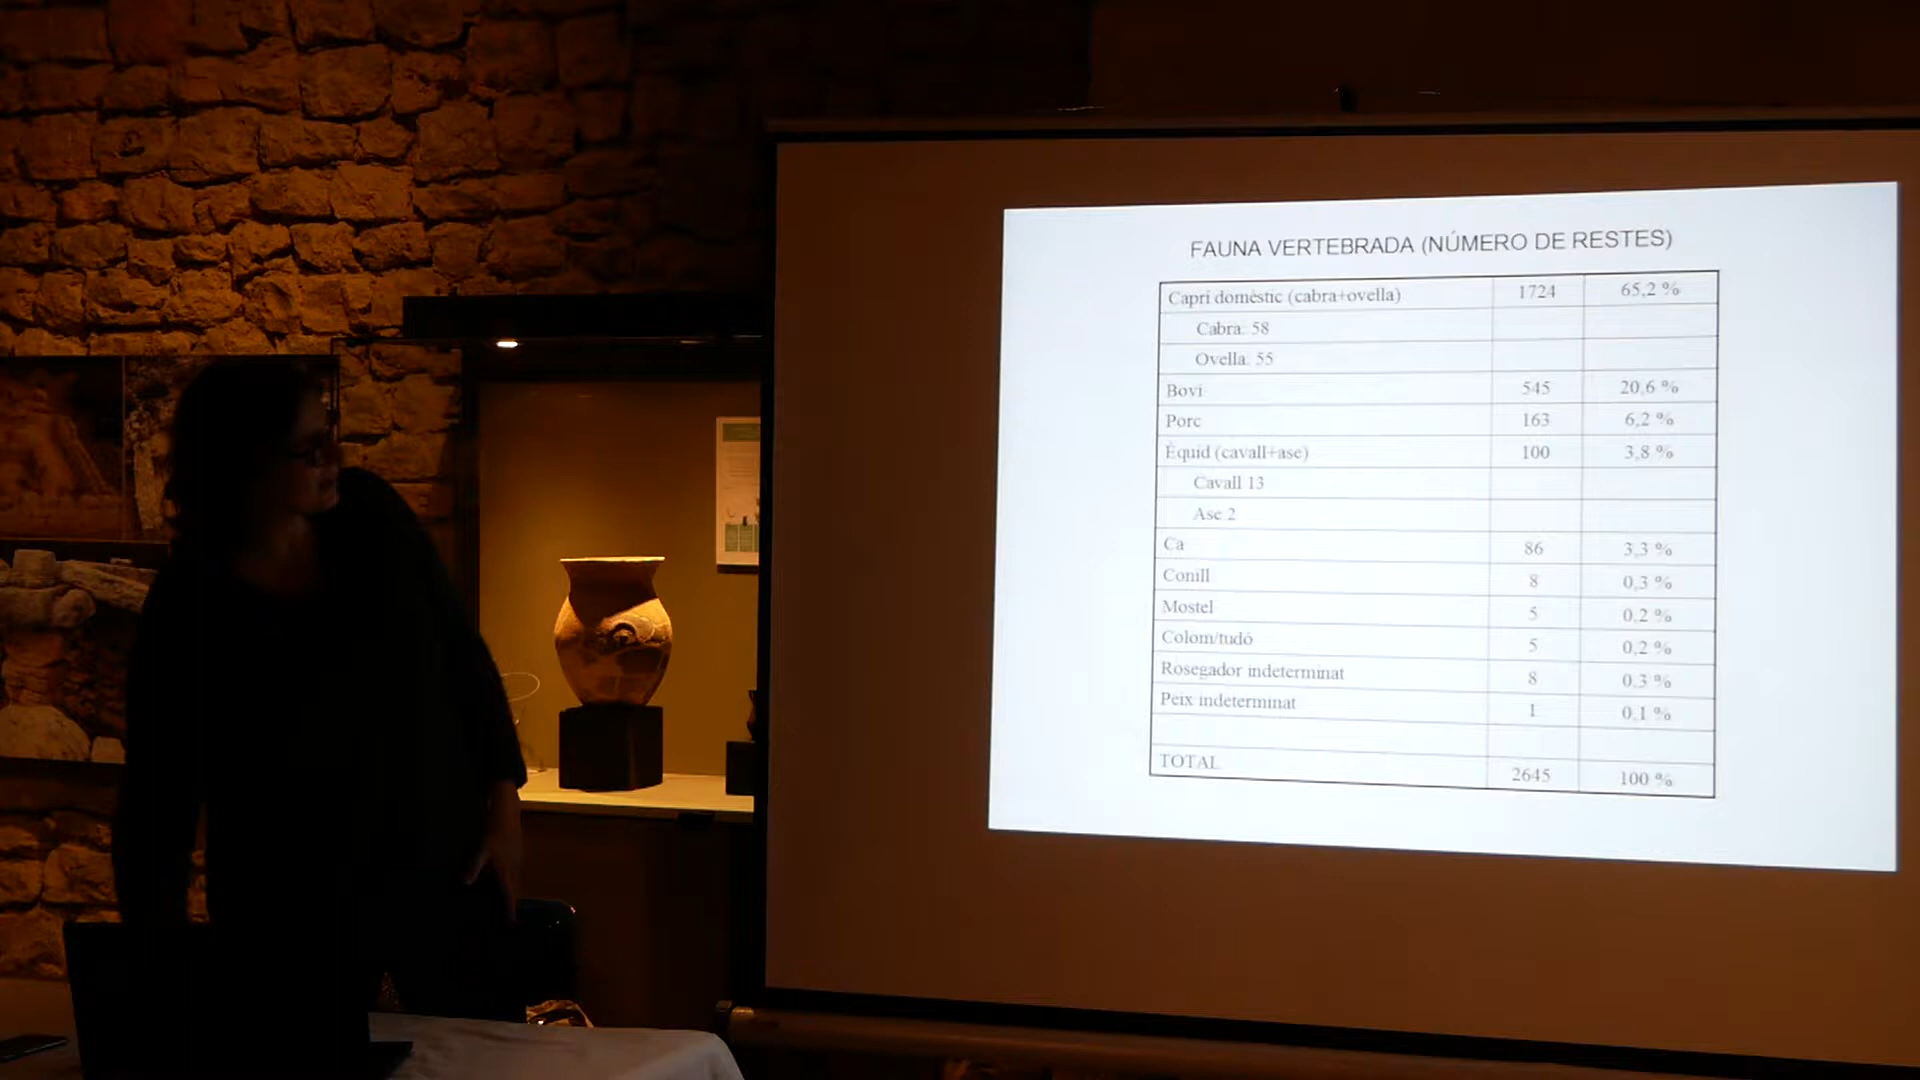 FAUNA VERTEBRADA (NÚMERO DE RESTES)
Caprí domèstic (cabra+ovella) 1724 65,2 %
Cabra: 58
Ovella: 55
Boví 545 20,6 %
Porc 163 6,2 %
Èquid (cavall+ase) 100 3,8 %
Cavall 13
Ase 2
Ca 86 3,3 %
Conill 8 0,3 %
Mostel 5 0,2 %
Colom/tudó 5 0,2 %
Rosegador indeterminat 8 0,3 %
Peix indeterminat 1 0,1 %
TOTAL 2645 100 %